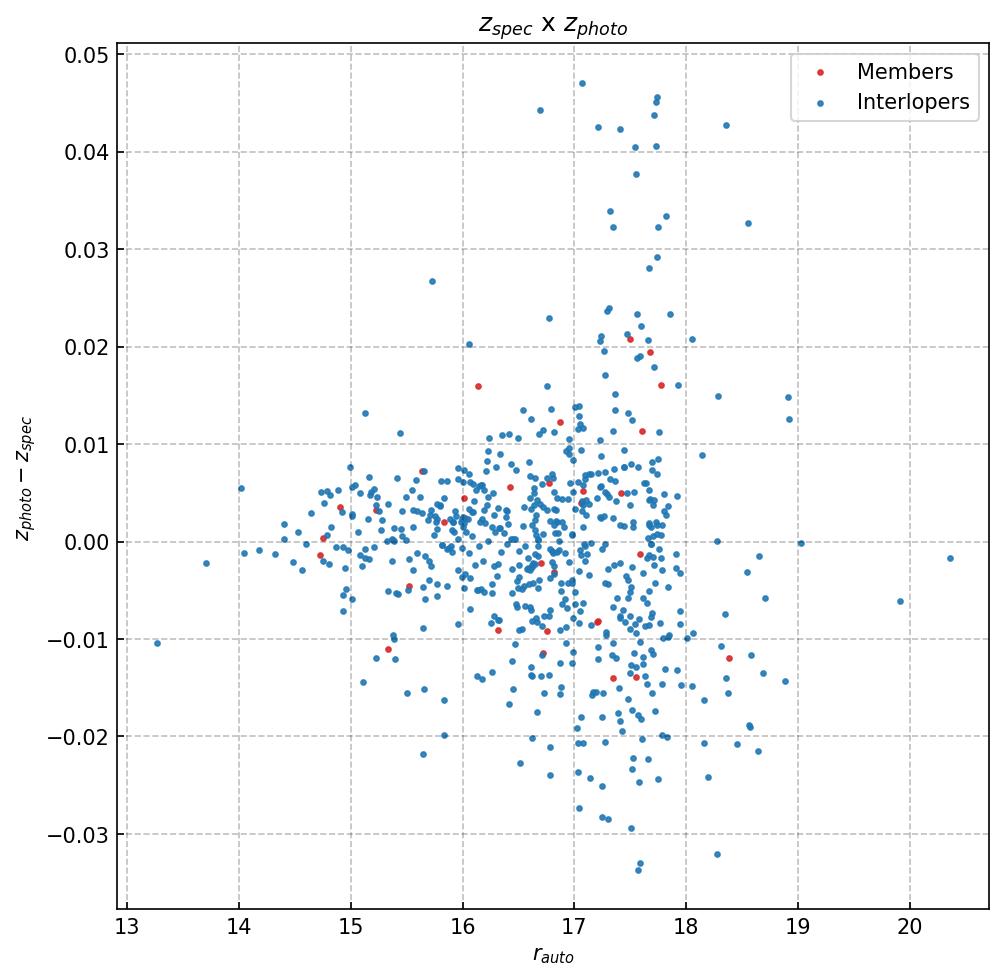 z_spec x z_photo
Members
Interlopers
0.05
0.04
0.03
0.02
0.01
0.00
−0.01
−0.02
−0.03
z_photo − z_spec
13 14 15 16 17 18 19 20
r_auto